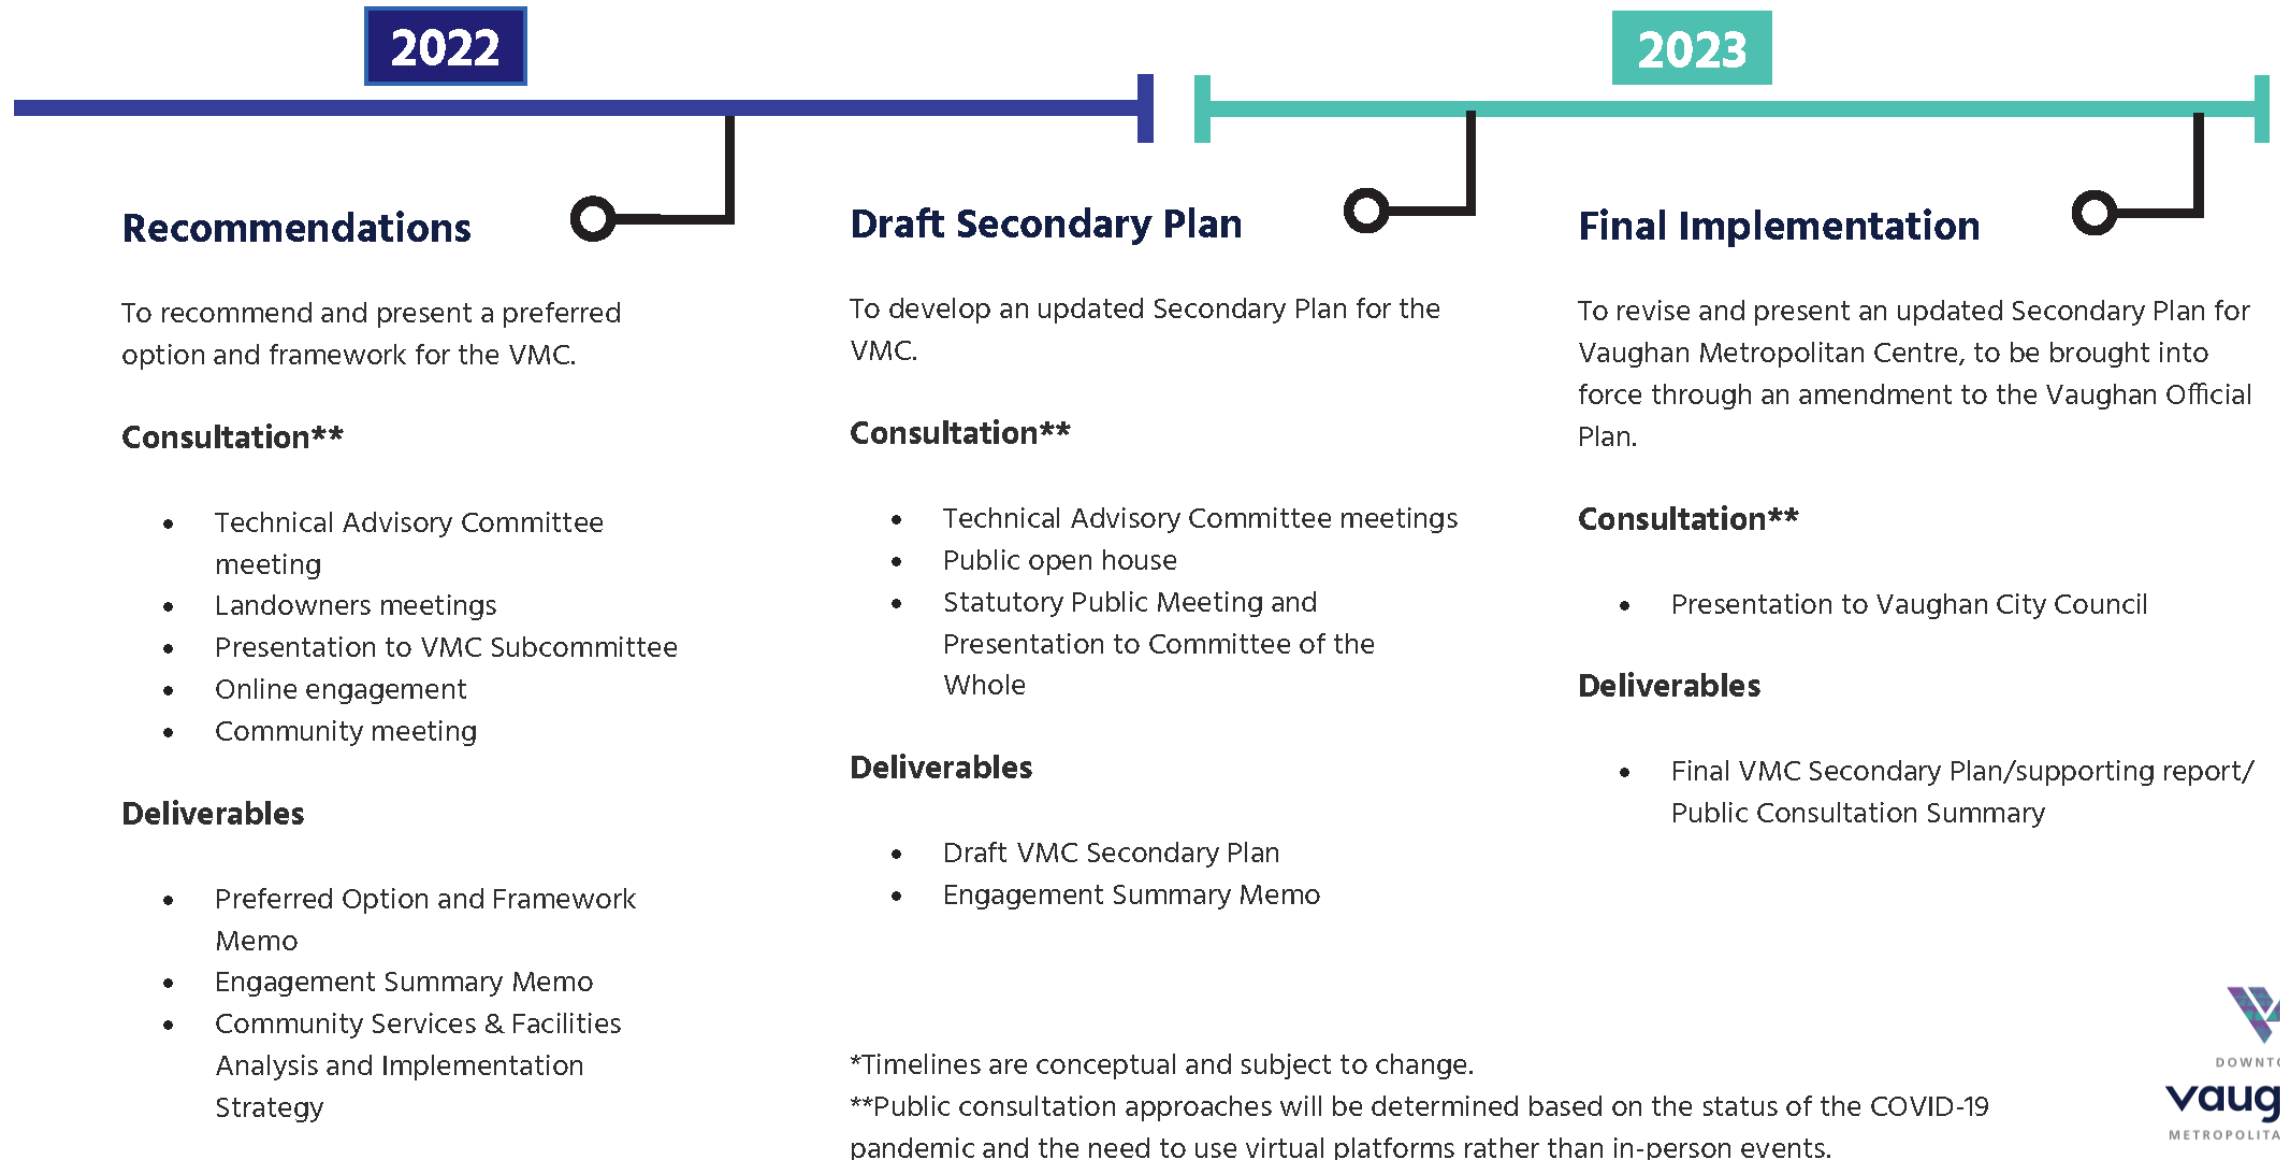 2022
2023
Recommendations
To recommend and present a preferred
option and framework for the VMC.
Consultation**
• Technical Advisory Committee
meeting
• Landowners meetings
• Presentation to VMC Subcommittee
• Online engagement
• Community meeting
Deliverables
• Preferred Option and Framework
Memo
• Engagement Summary Memo
• Community Services & Facilities
Analysis and Implementation
Strategy
Draft Secondary Plan
To develop an updated Secondary Plan for the
VMC.
Consultation**
• Technical Advisory Committee meetings
• Public open house
• Statutory Public Meeting and
Presentation to Committee of the
Whole
Deliverables
• Draft VMC Secondary Plan
• Engagement Summary Memo
Final Implementation
To revise and present an updated Secondary Plan for
Vaughan Metropolitan Centre, to be brought into
force through an amendment to the Vaughan Official
Plan.
Consultation**
• Presentation to Vaughan City Council
Deliverables
• Final VMC Secondary Plan/supporting report/
Public Consultation Summary
*Timelines are conceptual and subject to change.
**Public consultation approaches will be determined based on the status of the COVID-19
pandemic and the need to use virtual platforms rather than in-person events.